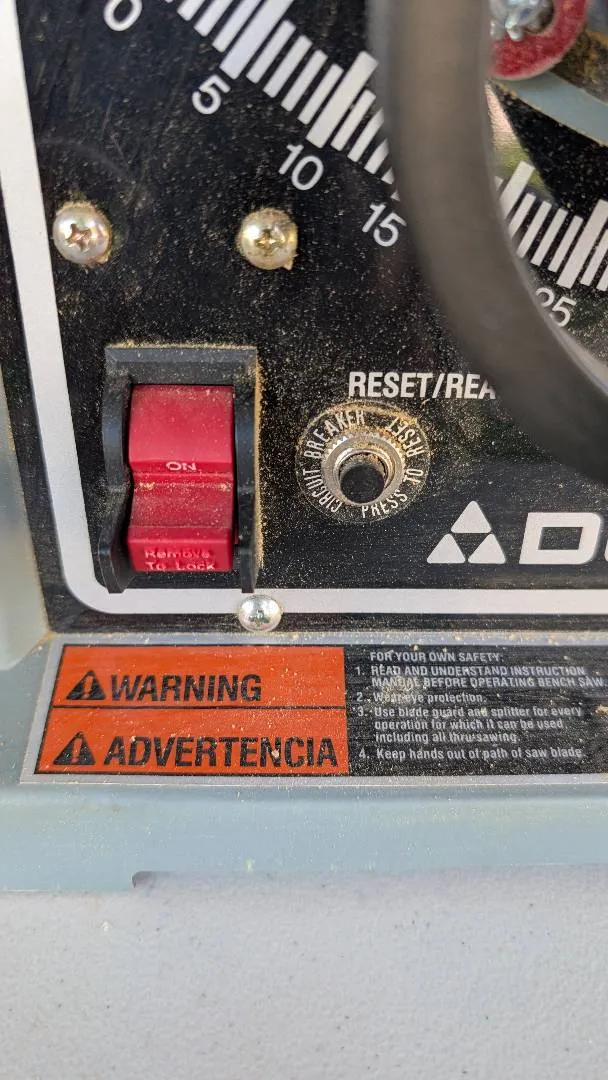 0
5
10
15
25
RESET/REA
CIRCUIT BREAKER
PRESS TO RESET
ON
Remove
To Lock
WARNING
ADVERTENCIA
FOR YOUR OWN SAFETY:
1. READ AND UNDERSTAND INSTRUCTION
MANUAL BEFORE OPERATING BENCH SAW.
2. Wear eye protection.
3. Use blade guard and splitter for every
operation for which it can be used
including all thru sawing.
4. Keep hands out of path of saw blade